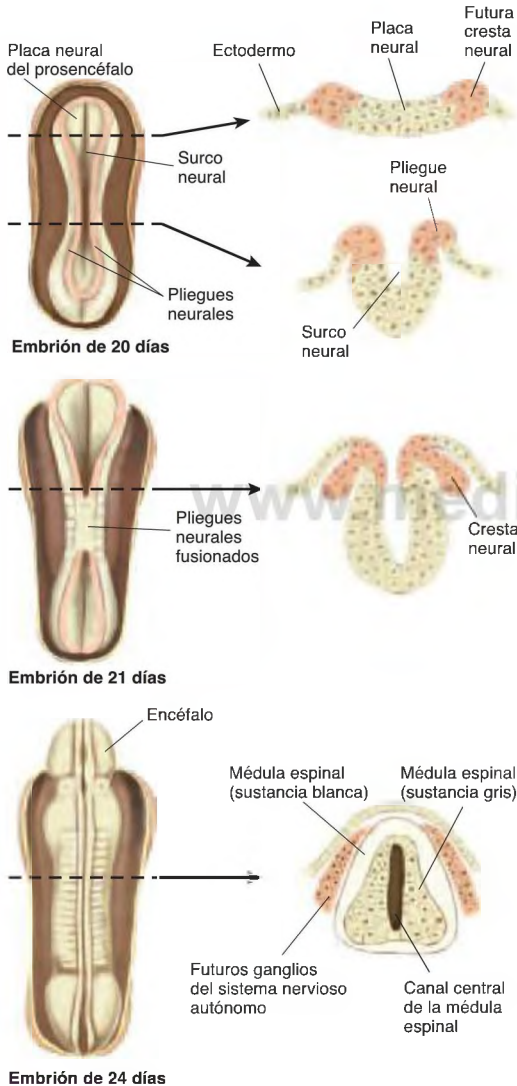 Placa neural
del prosencéfalo
Ectodermo
Placa
neural
Futura
cresta
neural
Surco
neural
Pliegue
neural
Pliegues
neurales
Surco
neural
Embrión de 20 días
www.medi
Pliegues
neurales
fusionados
Cresta
neural
Embrión de 21 días
Encéfalo
Médula espinal
(sustancia blanca)
Médula espinal
(sustancia gris)
Futuros ganglios
del sistema nervioso
autónomo
Canal central
de la médula
espinal
Embrión de 24 días